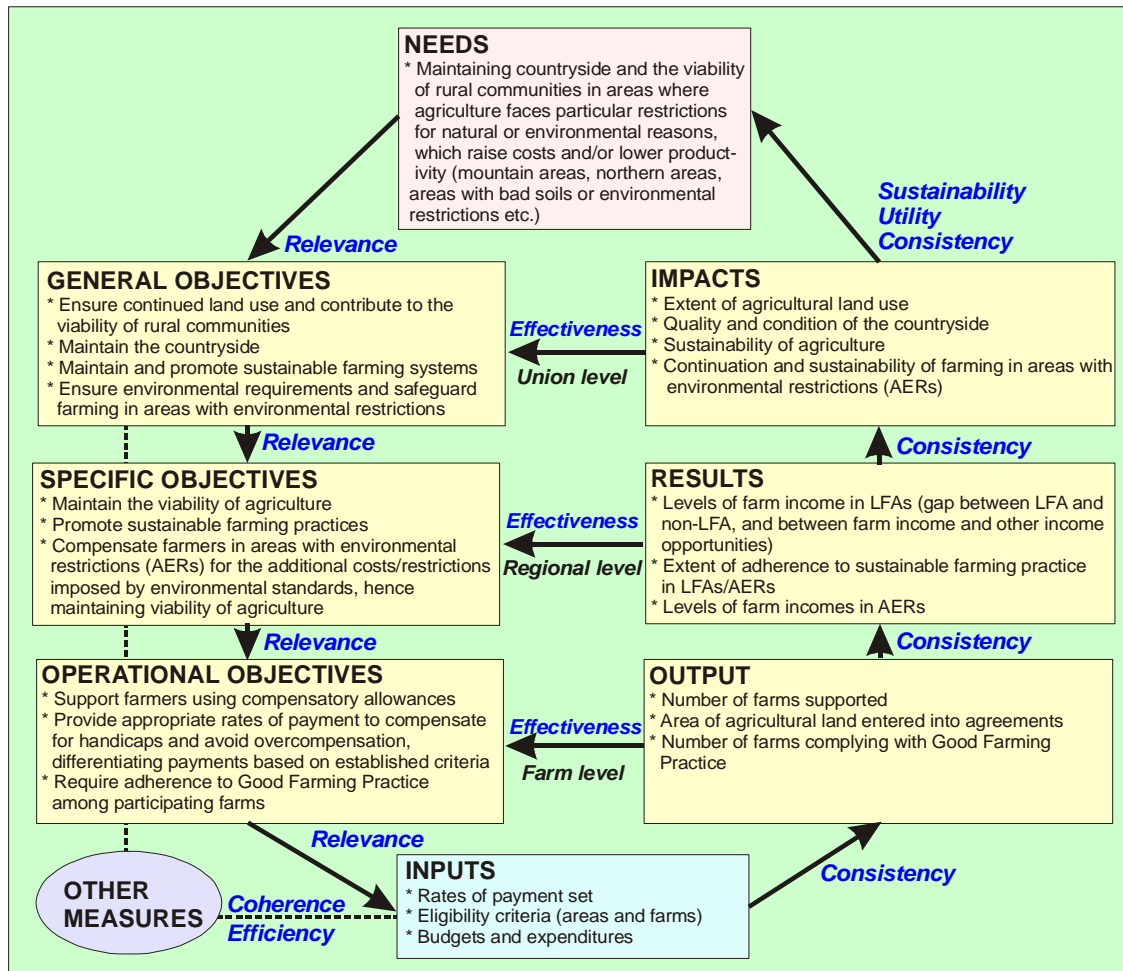 NEEDS
* Maintaining countryside and the viability
of rural communities in areas where
agriculture faces particular restrictions
for natural or environmental reasons,
which raise costs and/or lower product-
ivity (mountain areas, northern areas,
areas with bad soils or environmental
restrictions etc.)
Sustainability
Utility
Consistency
Relevance
GENERAL OBJECTIVES
* Ensure continued land use and contribute to the
viability of rural communities
* Maintain the countryside
* Maintain and promote sustainable farming systems
* Ensure environmental requirements and safeguard
farming in areas with environmental restrictions
Effectiveness
Union level
IMPACTS
* Extent of agricultural land use
* Quality and condition of the countryside
* Sustainability of agriculture
* Continuation and sustainability of farming in areas with
environmental restrictions (AERs)
Relevance
Consistency
SPECIFIC OBJECTIVES
* Maintain the viability of agriculture
* Promote sustainable farming practices
* Compensate farmers in areas with environmental
restrictions (AERs) for the additional costs/restrictions
imposed by environmental standards, hence
maintaining viability of agriculture
Effectiveness
Regional level
RESULTS
* Levels of farm income in LFAs (gap between LFA and
non-LFA, and between farm income and other income
opportunities)
* Extent of adherence to sustainable farming practice
in LFAs/AERs
* Levels of farm incomes in AERs
Relevance
Consistency
OPERATIONAL OBJECTIVES
* Support farmers using compensatory allowances
* Provide appropriate rates of payment to compensate
for handicaps and avoid overcompensation,
differentiating payments based on established criteria
* Require adherence to Good Farming Practice
among participating farms
Effectiveness
Farm level
OUTPUT
* Number of farms supported
* Area of agricultural land entered into agreements
* Number of farms complying with Good Farming
Practice
Relevance
Consistency
OTHER
MEASURES
Coherence
Efficiency
INPUTS
* Rates of payment set
* Eligibility criteria (areas and farms)
* Budgets and expenditures